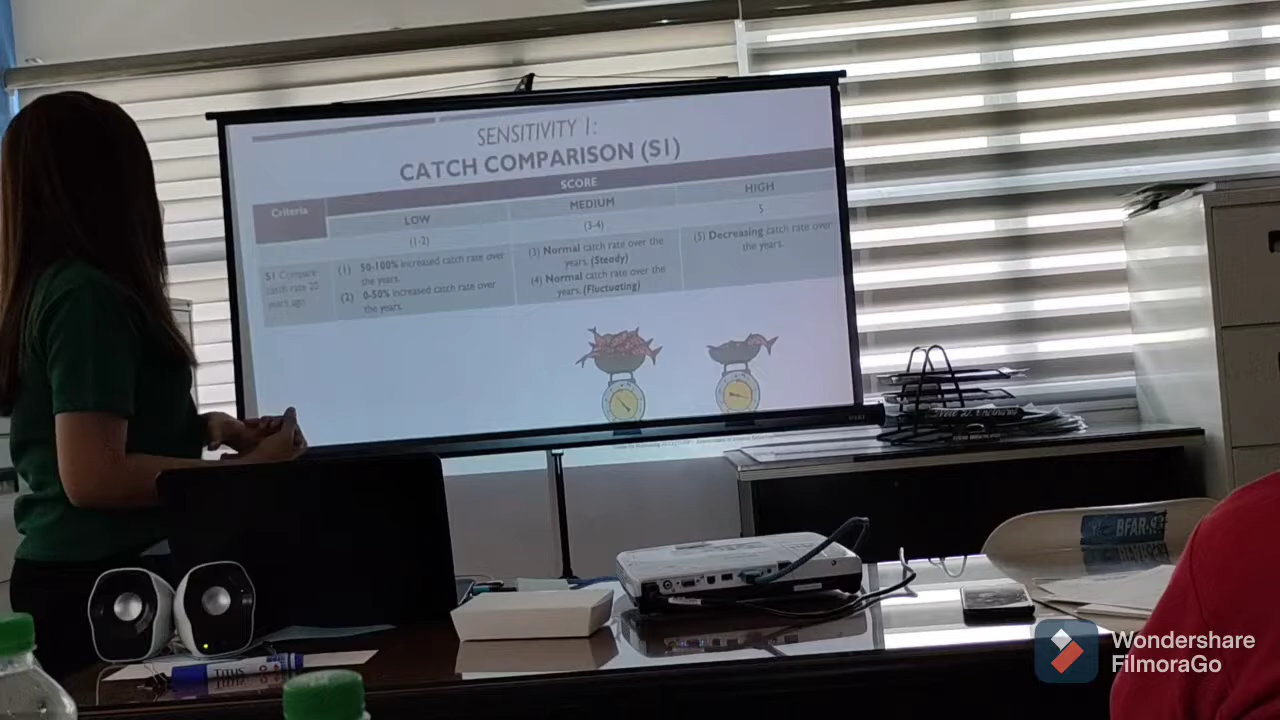 SENSITIVITY 1:
CATCH COMPARISON (S1)
Criteria
SCORE
LOW
MEDIUM
HIGH
(1-2)
(3-4)
5
S1 Compare
catch rate 20
years ago
(1) 50-100% increased catch rate over
the years.
(2) 0-50% increased catch rate over
the years.
(3) Normal catch rate over the
years. (Steady)
(4) Normal catch rate over the
years. (Fluctuating)
(5) Decreasing catch rate over
the years.
BFAR-9
Wondershare
FilmoraGo